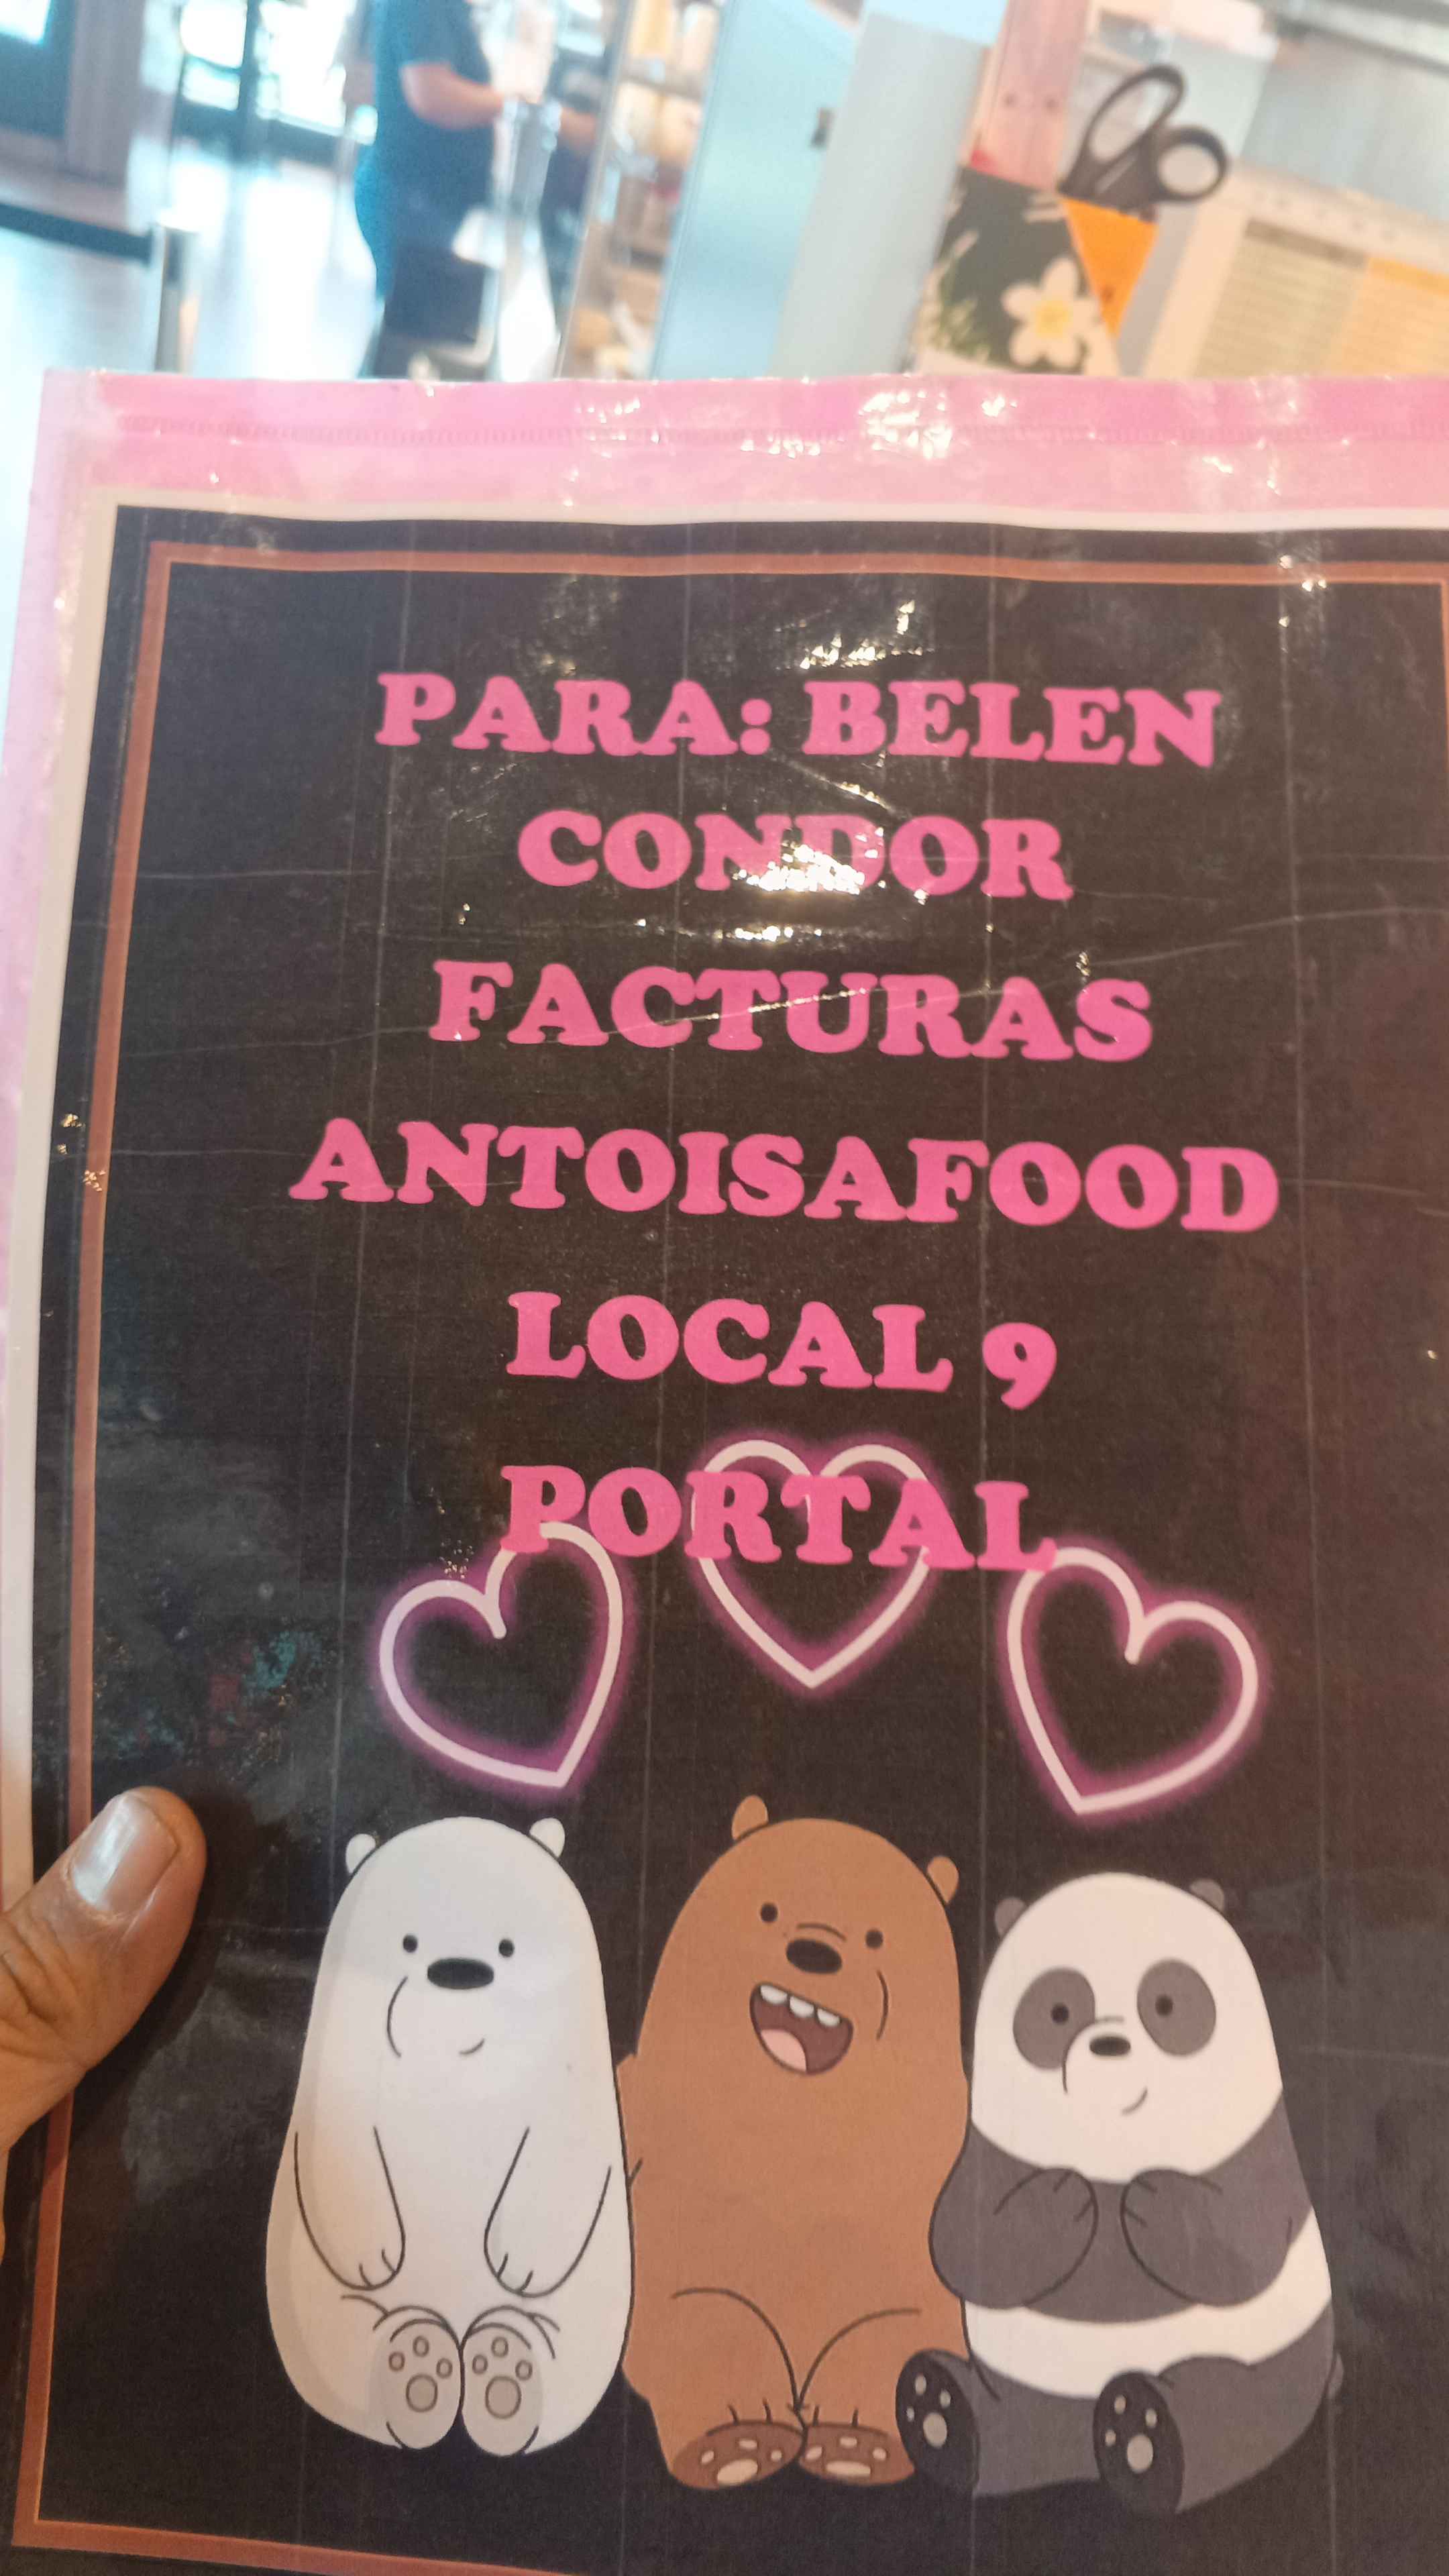 PARA: BELEN
CONDOR
FACTURAS
ANTOISAFOOD
LOCAL 9
PORTAL